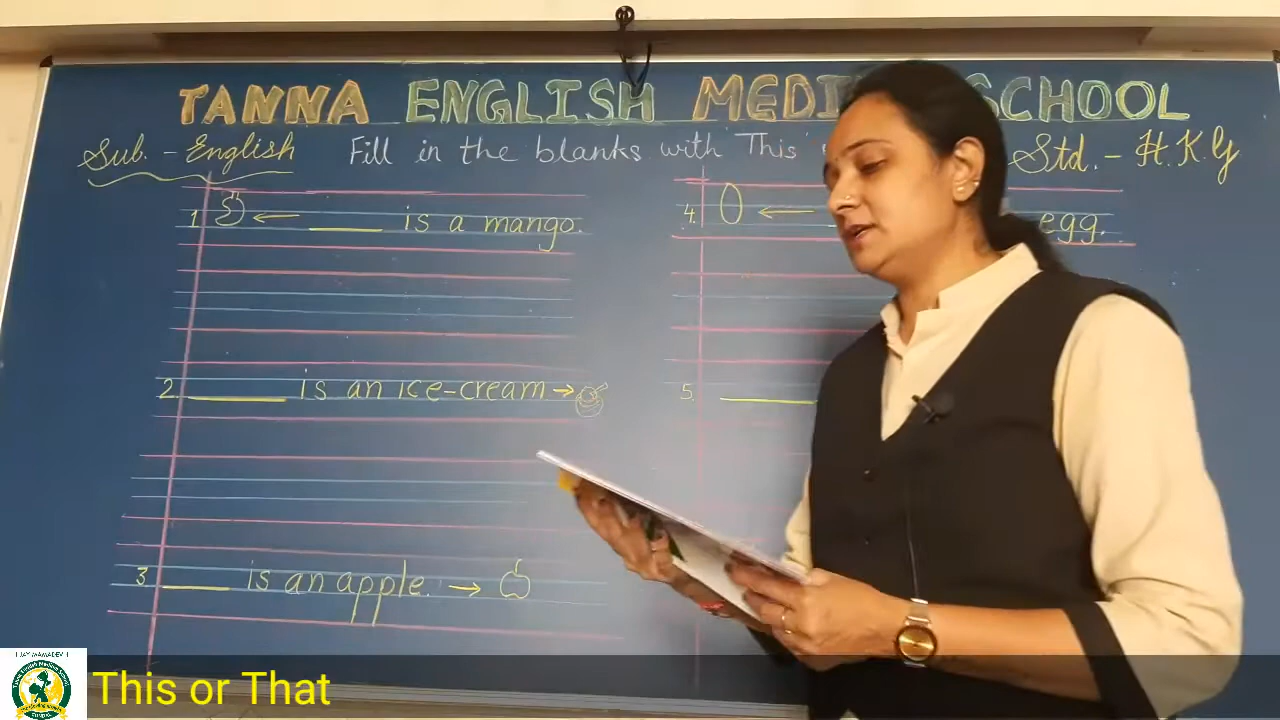 TANNA ENGLISH MEDI SCHOOL
Sub. - English Fill in the blanks with 'This' Std. - H.K.G
1 ← ____ is a mango.
2. ____ is an ice-cream →
3. ____ is an apple. →
4. ← egg.
5. ____
This or That